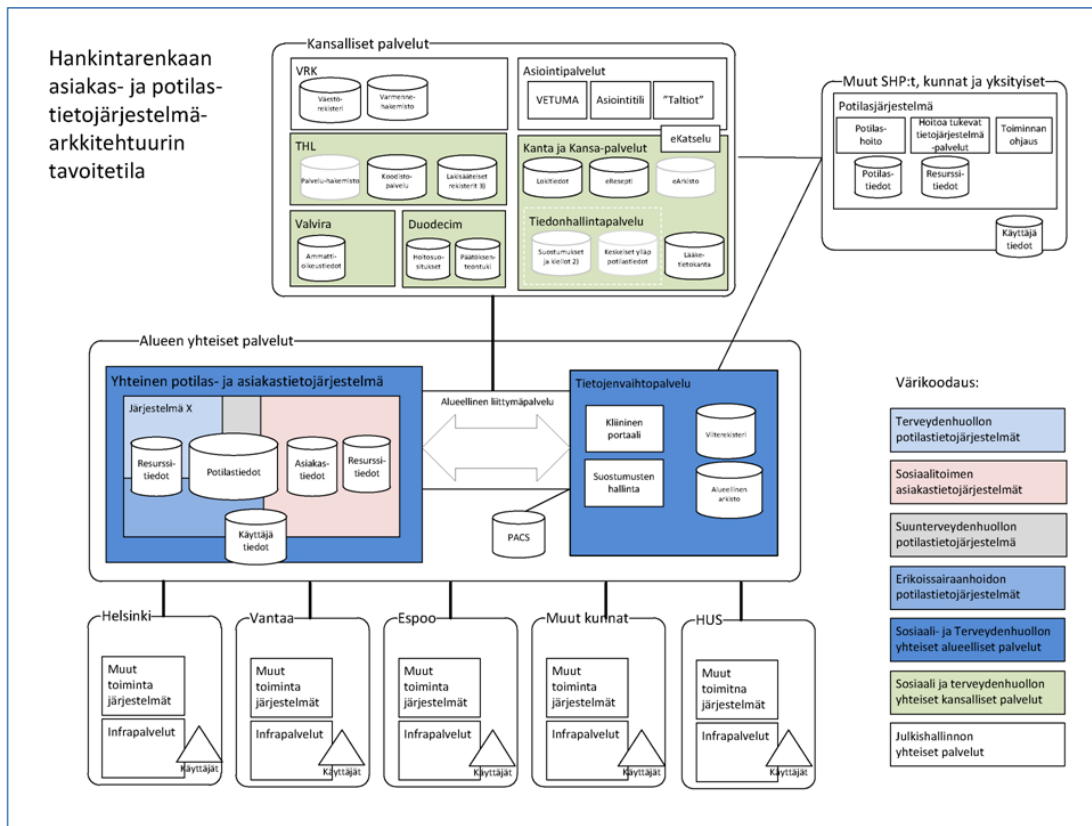 Hankintarenkaan
asiakas- ja potilas-
tietojärjestelmä-
arkkitehtuurin
tavoitetila
Kansalliset palvelut
VRK
Väestö-
rekisteri
Varmenne-
hakemisto
Asiointipalvelut
VETUMA
Asiointitili
"Taltiot"
eKatselu
THL
Palvelu-hakemisto
Koodisto-
palvelu
Lakisääteiset
rekisterit 3)
Kanta ja Kansa-palvelut
Lokitiedot
eResepti
eArkisto
Valvira
Ammatti-
oikeustiedot
Duodecim
Hoitosuo-
situkset
Päätöksen-
teontuki
Tiedonhallintapalvelu
Suostumukset
ja kiellot 2)
Keskeiset ylläp
potilastiedot
Lääke-
tietokanta
Muut SHP:t, kunnat ja yksityiset
Potilasjärjestelmä
Potilas-
hoito
Hoitoa tukevat
tietojärjestelmä
-palvelut
Toiminnan
ohjaus
Potilas-
tiedot
Resurssi-
tiedot
Käyttäjä
tiedot
Alueen yhteiset palvelut
Yhteinen potilas- ja asiakastietojärjestelmä
Järjestelmä X
Resurssi-
tiedot
Potilastiedot
Asiakas-
tiedot
Resurssi-
tiedot
Käyttäjä
tiedot
Alueellinen liittymäpalvelu
PACS
Tietojenvaihtopalvelu
Kliininen
portaali
Viiterekisteri
Suostumusten
hallinta
Alueellinen
arkisto
Helsinki
Muut
toiminta
järjestelmät
Infrapalvelut
Käyttäjät
Vantaa
Muut
toiminta
järjestelmät
Infrapalvelut
Käyttäjät
Espoo
Muut
toiminta
järjestelmät
Infrapalvelut
Käyttäjät
Muut kunnat
Muut
toiminta
järjestelmät
Infrapalvelut
Käyttäjät
HUS
Muut
toimitna
järjestelmät
Infrapalvelut
Käyttäjät
Värikoodaus:
Terveydenhuollon
potilastietojärjestelmät
Sosiaalitoimen
asiakastietojärjestelmät
Suunterveydenhuollon
potilastietojärjestelmä
Erikoissairaanhoidon
potilastietojärjestelmät
Sosiaali- ja Terveydenhuollon
yhteiset alueelliset palvelut
Sosiaali ja terveydenhuollon
yhteiset kansalliset palvelut
Julkishallinnon
yhteiset palvelut